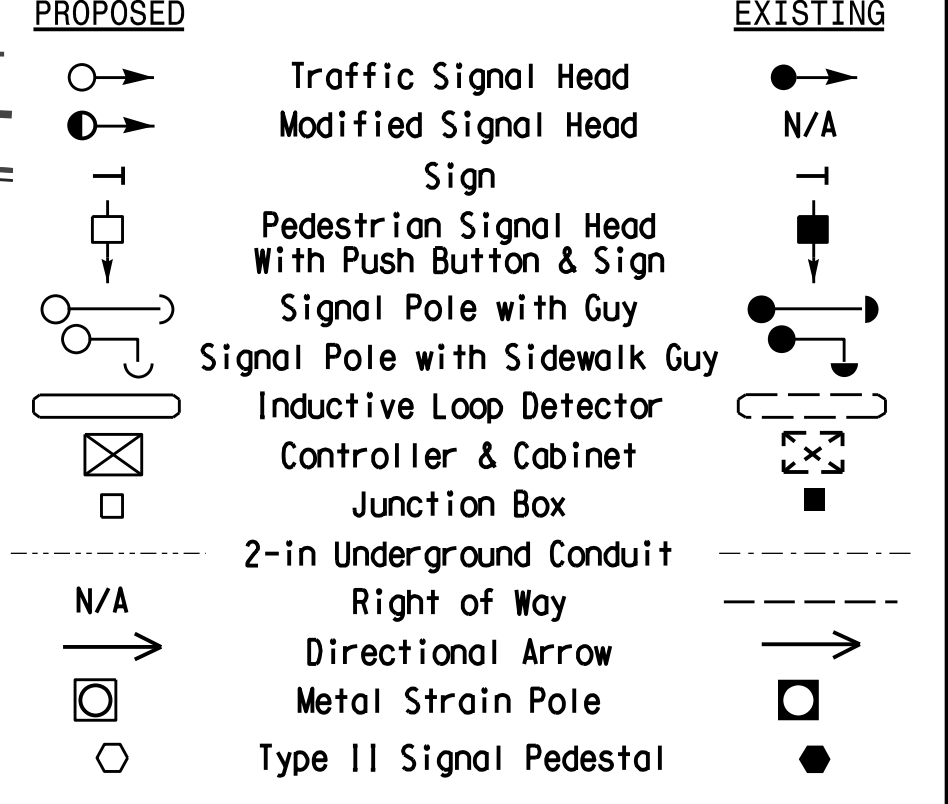 PROPOSED EXISTING
Traffic Signal Head
Modified Signal Head N/A
Sign
Pedestrian Signal Head
With Push Button & Sign
Signal Pole with Guy
Signal Pole with Sidewalk Guy
Inductive Loop Detector
Controller & Cabinet
Junction Box
2-in Underground Conduit
N/A Right of Way
Directional Arrow
Metal Strain Pole
Type II Signal Pedestal